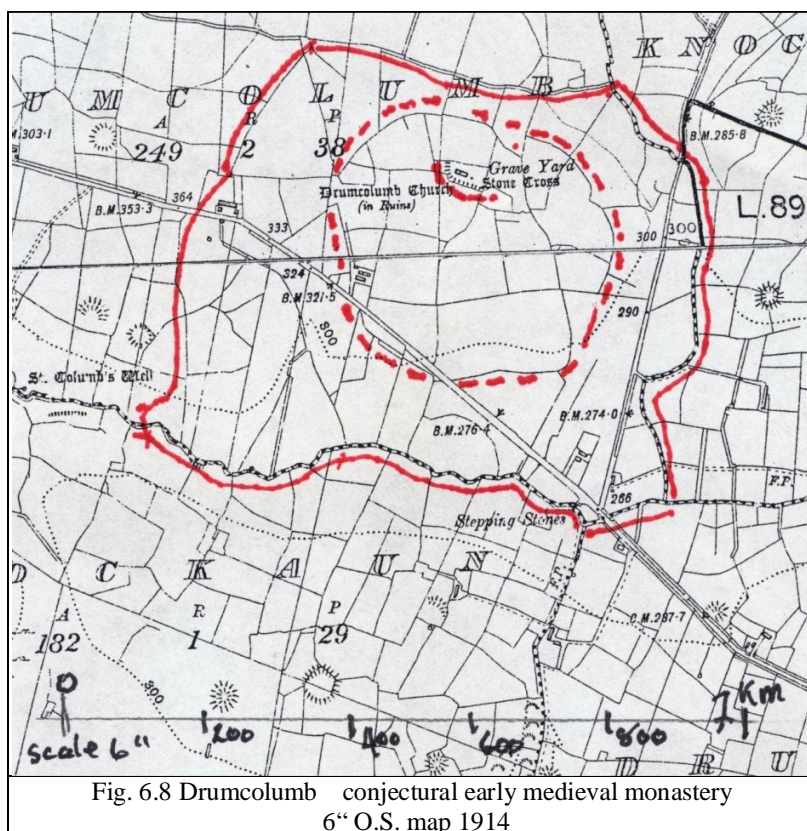 U M C O L U M B
K N O C
A R P
249 2 38
B.M.303·1
B.M.285·8
Grave Yard
Stone Cross
Drumcolumb Church
(in Ruins)
364
B.M.353·3
333
L.89
300 300
324
B.M.321·5
290
300
St. Columb's Well
B.M.276·4
B.M.274·0
266
F.P.
Stepping Stones
O C K A U N
F.P.
A R P
182 1 29
B.M.287·7
300
0 1 Km
scale 6" 200 400 600 800
D R U
Fig. 6.8 Drumcolumb conjectural early medieval monastery
6“ O.S. map 1914